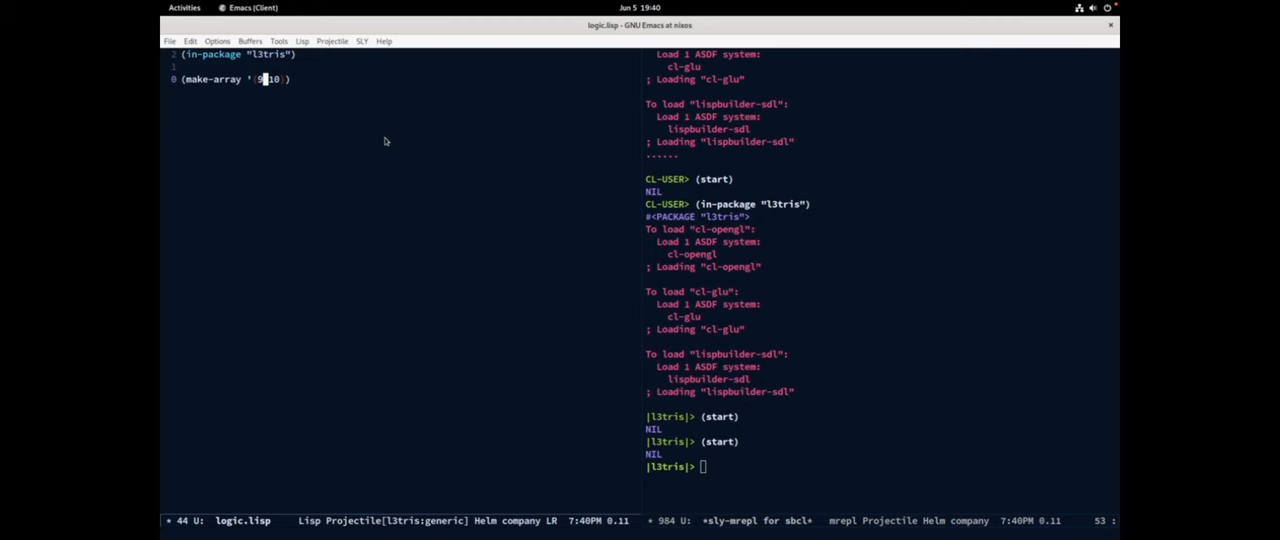 Activities Emacs (Client) Jun 5 19:40
logic.lisp - GNU Emacs at nixos ×
File Edit Options Buffers Tools Lisp Projectile SLY Help
2 (in-package "l3tris")
1
0 (make-array '(9 10))
Load 1 ASDF system:
cl-glu
; Loading "cl-glu"
To load "lispbuilder-sdl":
Load 1 ASDF system:
lispbuilder-sdl
; Loading "lispbuilder-sdl"
......
CL-USER> (start)
NIL
CL-USER> (in-package "l3tris")
#<PACKAGE "l3tris">
To load "cl-opengl":
Load 1 ASDF system:
cl-opengl
; Loading "cl-opengl"
To load "cl-glu":
Load 1 ASDF system:
cl-glu
; Loading "cl-glu"
To load "lispbuilder-sdl":
Load 1 ASDF system:
lispbuilder-sdl
; Loading "lispbuilder-sdl"
|l3tris|> (start)
NIL
|l3tris|> (start)
NIL
|l3tris|>
* 44 U: logic.lisp Lisp Projectile[l3tris:generic] Helm company LR 7:40PM 0.11
* 984 U: *sly-mrepl for sbcl* mrepl Projectile Helm company 7:40PM 0.11 53 :